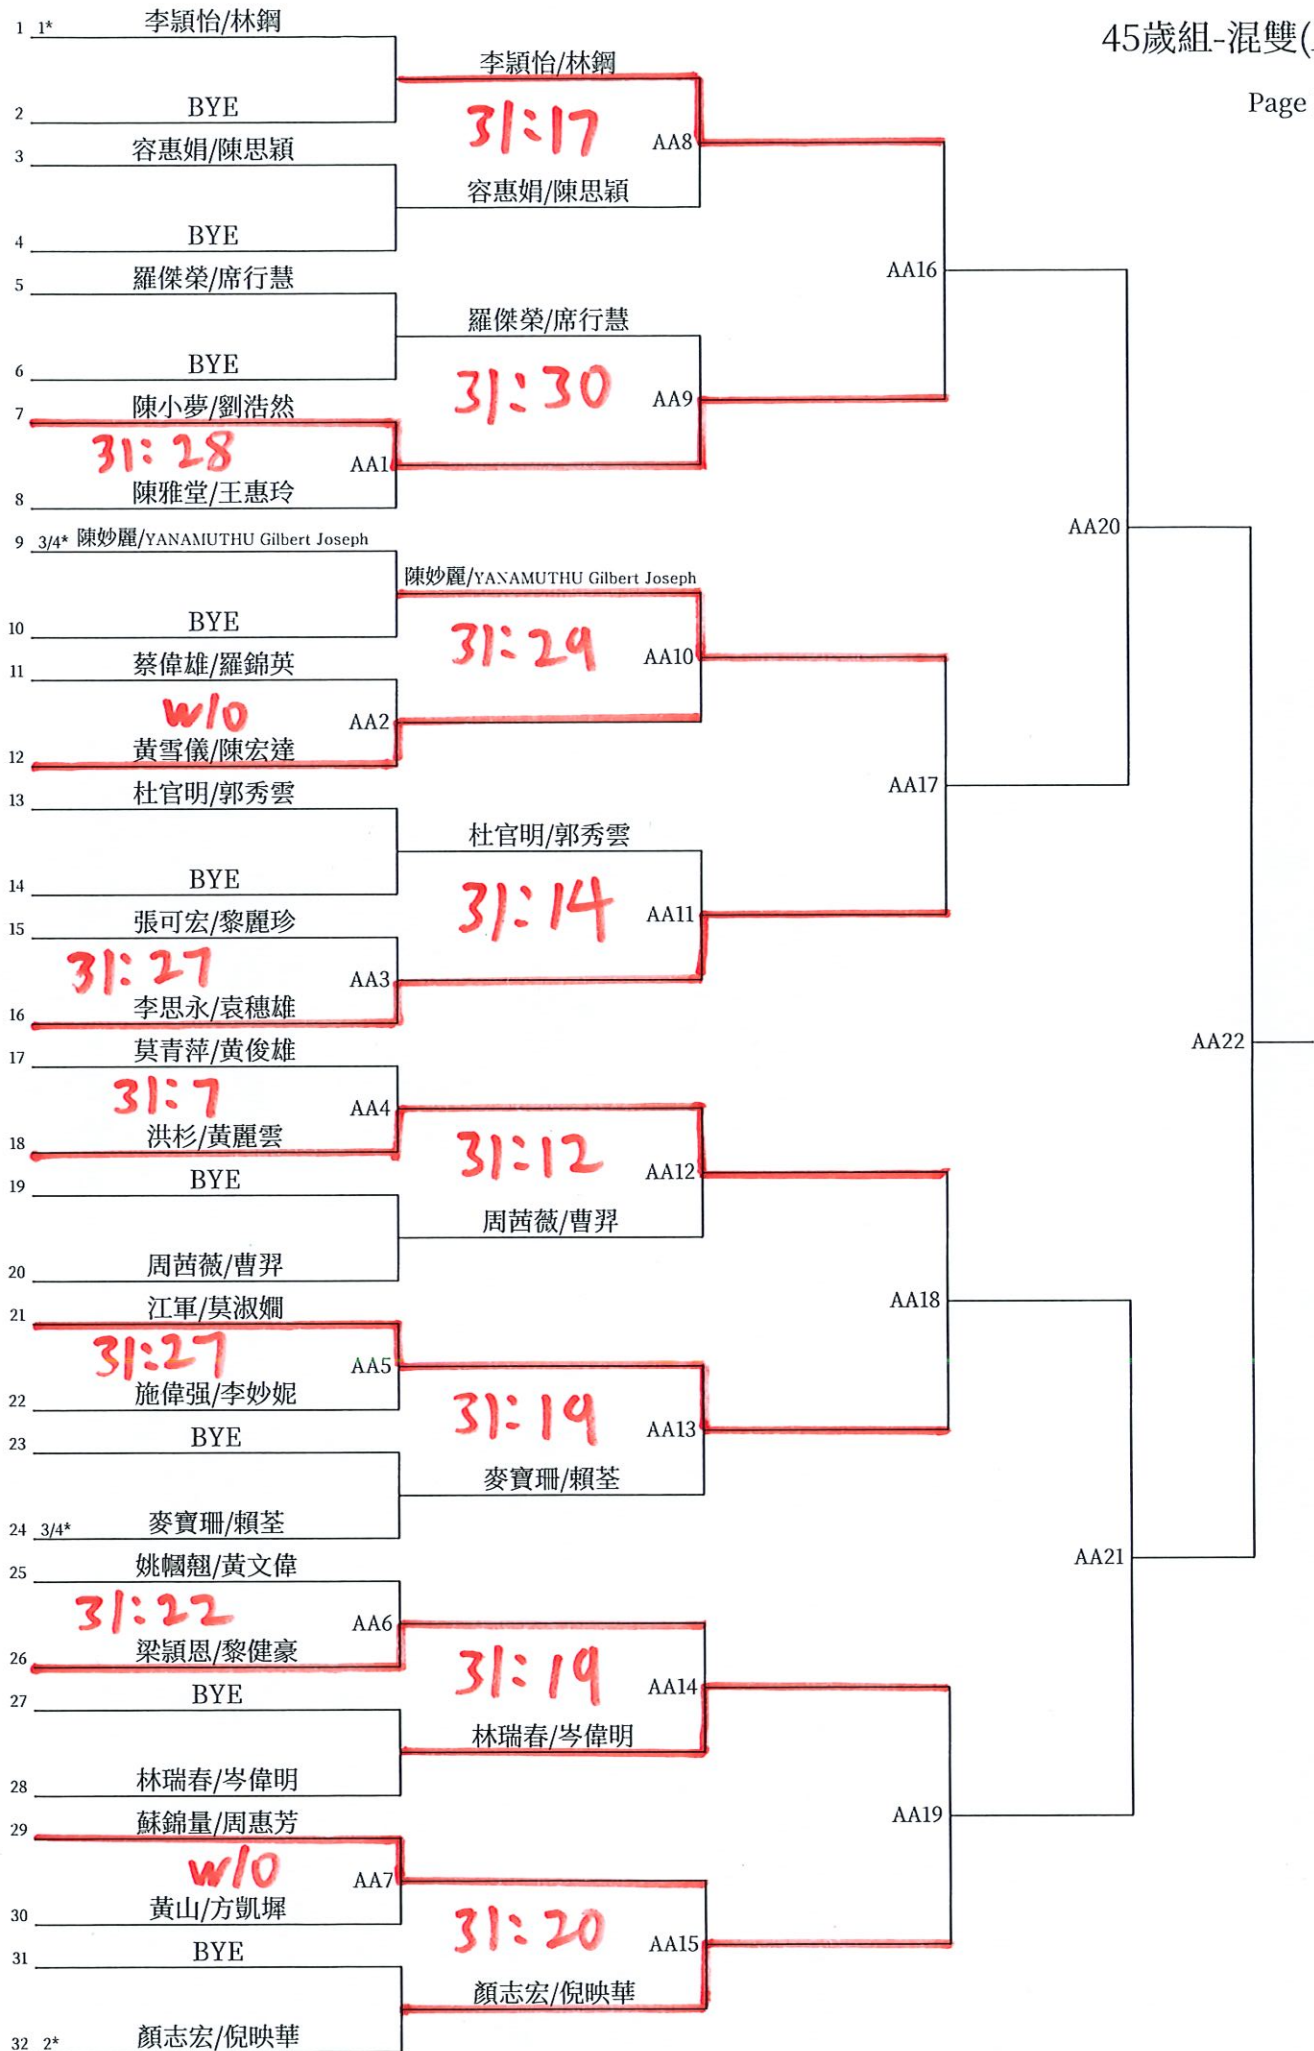 45歲組-混雙(
Page
1 1* 李頴怡/林鋼
李頴怡/林鋼
2 BYE
31:17 AA8
3 容惠娟/陳思穎
容惠娟/陳思穎
4 BYE
AA16
5 羅傑榮/席行慧
羅傑榮/席行慧
6 BYE
31:30 AA9
7 陳小夢/劉浩然
31:28 AA1
8 陳雅堂/王惠玲
AA20
9 3/4* 陳妙麗/YANAMUTHU Gilbert Joseph
陳妙麗/YANAMUTHU Gilbert Joseph
10 BYE
31:29 AA10
11 蔡偉雄/羅錦英
w/o AA2
12 黃雪儀/陳宏達
AA17
13 杜官明/郭秀雲
杜官明/郭秀雲
14 BYE
31:14 AA11
15 張可宏/黎麗珍
31:27 AA3
16 李思永/袁穗雄
AA22
17 莫青萍/黄俊雄
31:7 AA4
18 洪杉/黃麗雲
31:12 AA12
19 BYE
周茜薇/曹羿
20 周茜薇/曹羿
AA18
21 江軍/莫淑嫺
31:27 AA5
22 施偉强/李妙妮
31:19 AA13
23 BYE
麥寶珊/賴荃
24 3/4* 麥寶珊/賴荃
AA21
25 姚幗翹/黃文偉
31:22 AA6
26 梁頴恩/黎健豪
31:19 AA14
27 BYE
林瑞春/岑偉明
28 林瑞春/岑偉明
AA19
29 蘇錦量/周惠芳
w/o AA7
30 黃山/方凱墀
31:20 AA15
31 BYE
顏志宏/倪映華
32 2* 顏志宏/倪映華